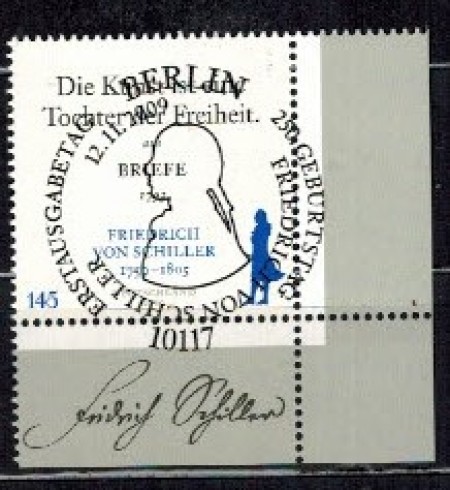 Die Kunst ist eine
Tochter der Freiheit.
BRIEFE
FRIEDRICH
VON SCHILLER
1759–1805
145
BERLIN
12.11.2009
ERSTAUSGABETAG
250. GEBURTSTAG
FRIEDRICH VON SCHILLER
10117
Friedrich Schiller